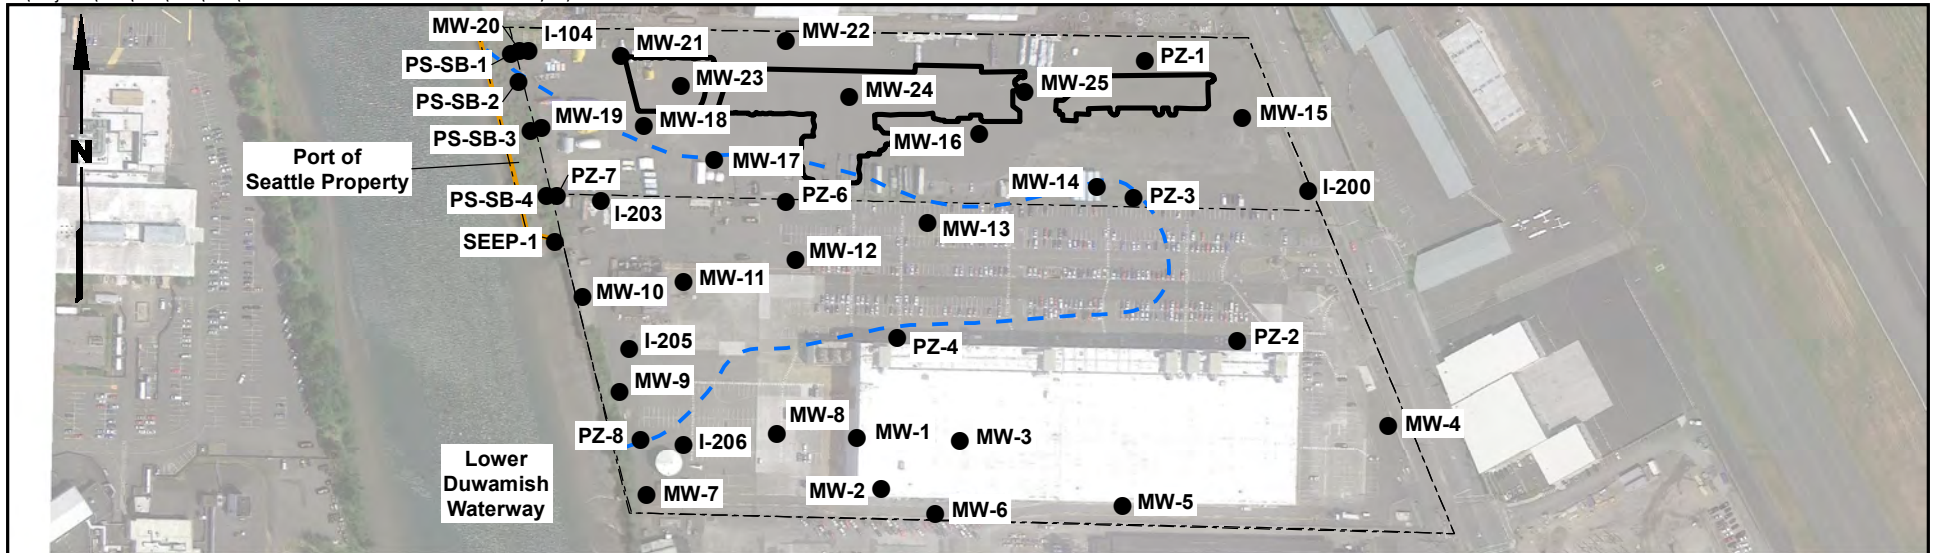 MW-20
I-104
MW-21
MW-22
PZ-1
PS-SB-1
MW-23
MW-24
MW-25
PS-SB-2
MW-19
MW-18
MW-15
PS-SB-3
MW-16
N
Port of
Seattle Property
MW-17
PZ-7
MW-14
PZ-3
I-200
PS-SB-4
I-203
PZ-6
MW-13
SEEP-1
MW-12
MW-11
MW-10
I-205
PZ-4
PZ-2
MW-9
MW-8
MW-1
MW-3
MW-4
PZ-8
I-206
Lower
Duwamish
Waterway
MW-7
MW-2
MW-6
MW-5